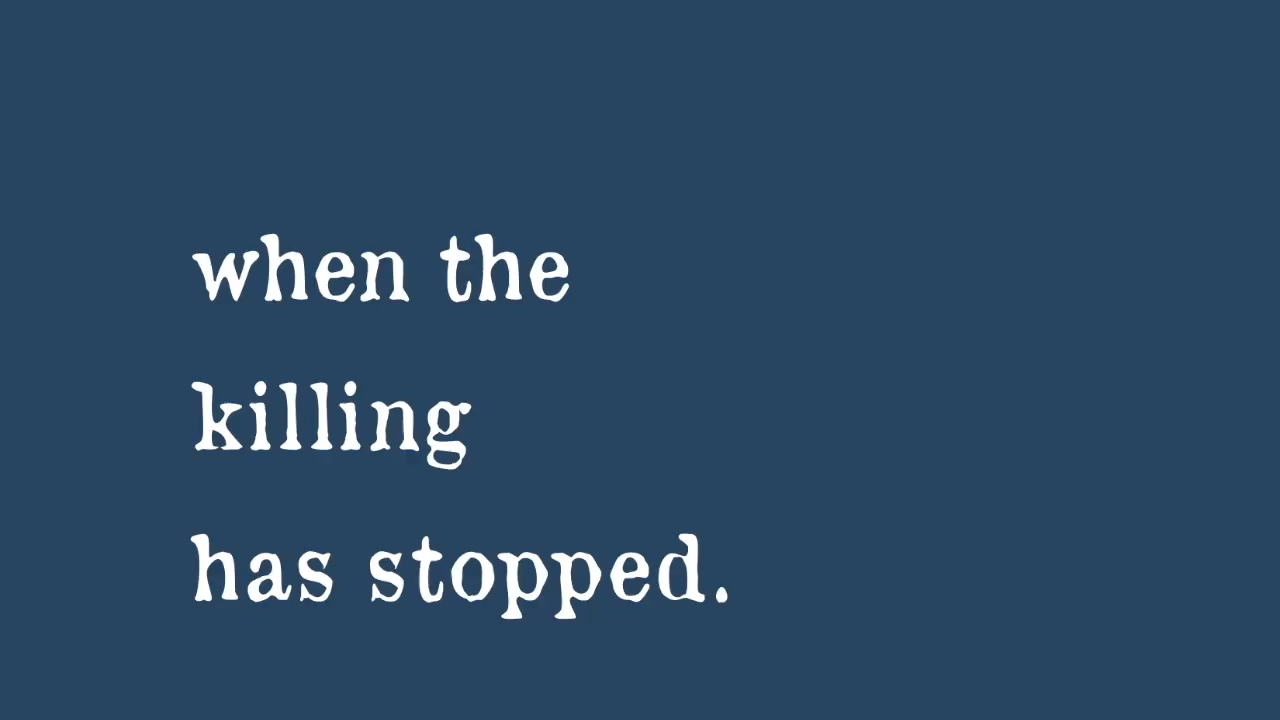 when the
killing
has stopped.